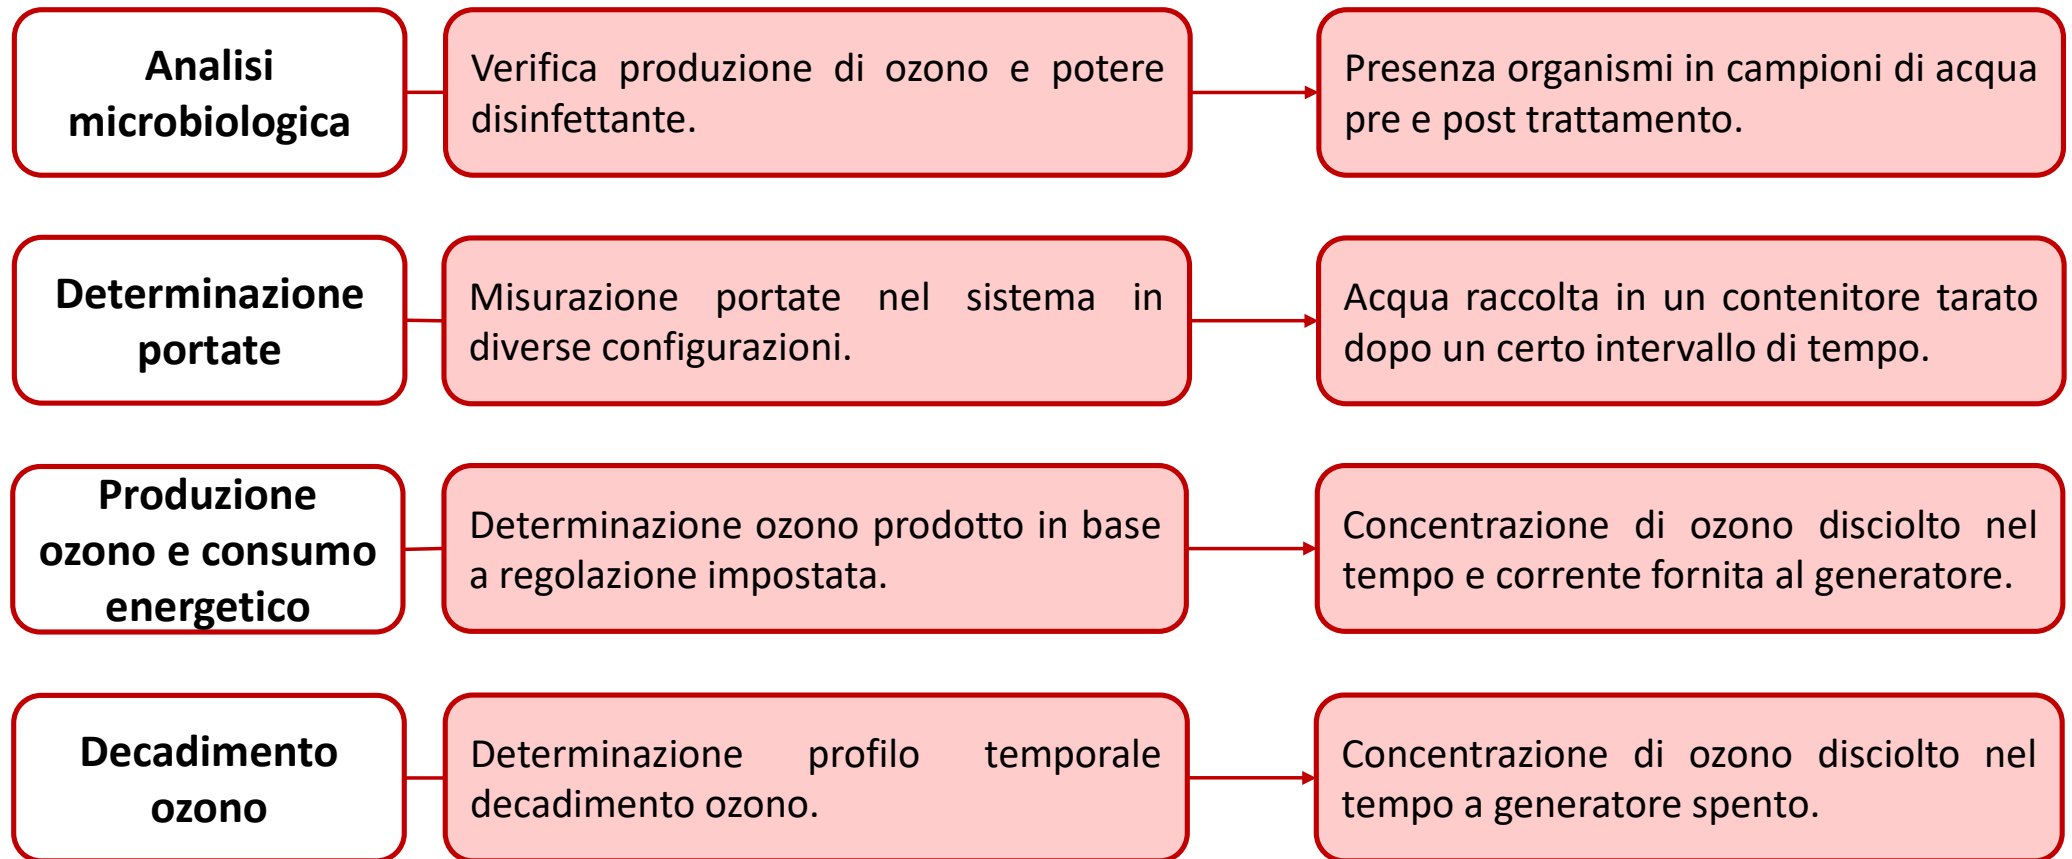 Analisi
microbiologica
Verifica produzione di ozono e potere
disinfettante.
Presenza organismi in campioni di acqua
pre e post trattamento.
Determinazione
portate
Misurazione portate nel sistema in
diverse configurazioni.
Acqua raccolta in un contenitore tarato
dopo un certo intervallo di tempo.
Produzione
ozono e consumo
energetico
Determinazione ozono prodotto in base
a regolazione impostata.
Concentrazione di ozono disciolto nel
tempo e corrente fornita al generatore.
Decadimento
ozono
Determinazione profilo temporale
decadimento ozono.
Concentrazione di ozono disciolto nel
tempo a generatore spento.